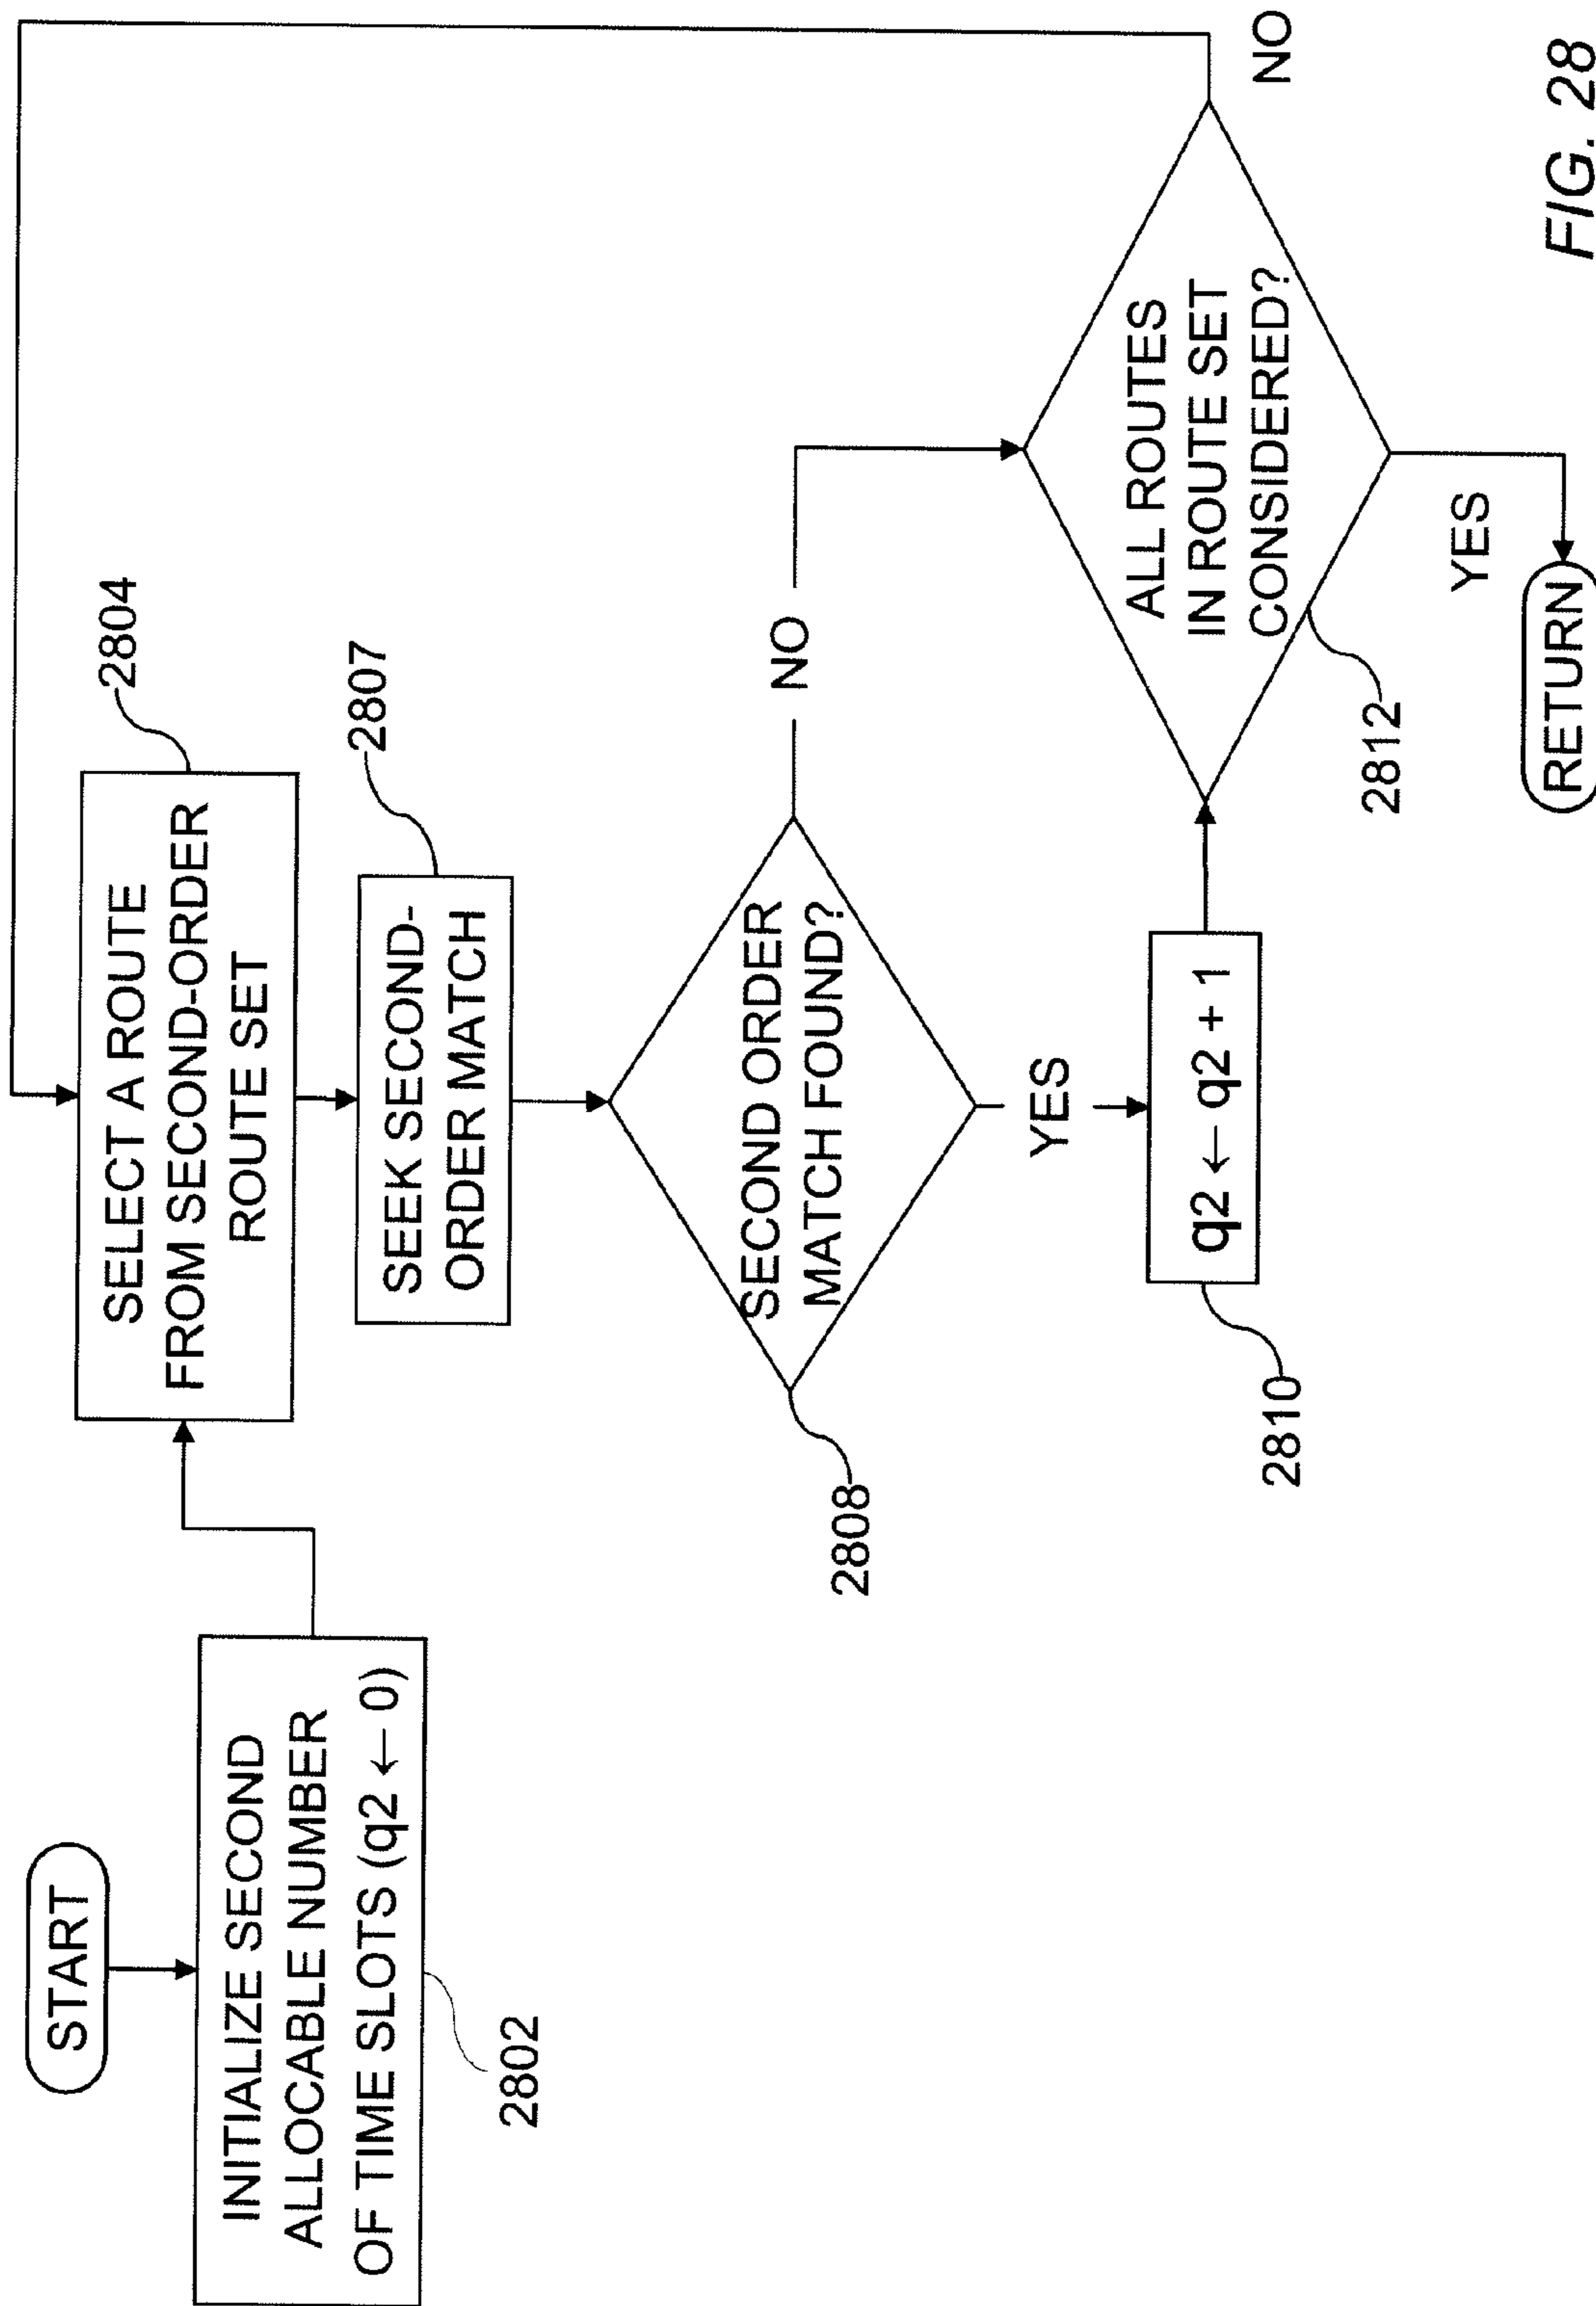 START
INITIALIZE SECOND
ALLOCABLE NUMBER
OF TIME SLOTS (q2 ← 0)
2802
SELECT A ROUTE
FROM SECOND-ORDER
ROUTE SET
2804
SEEK SECOND-
ORDER MATCH
2807
SECOND ORDER
MATCH FOUND?
2808
NO
YES
q2 ← q2 + 1
2810
ALL ROUTES
IN ROUTE SET
CONSIDERED?
2812
NO
YES
RETURN
FIG. 28